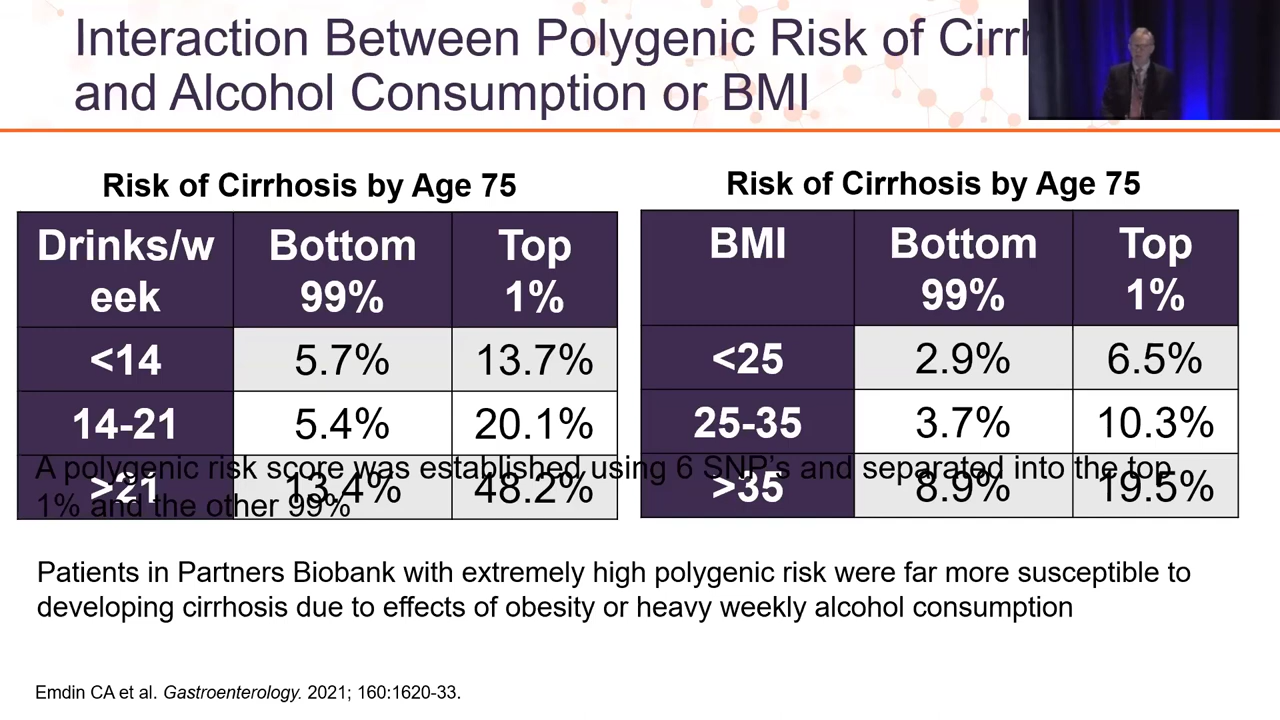 Interaction Between Polygenic Risk of Cirrh
and Alcohol Consumption or BMI
Risk of Cirrhosis by Age 75
Drinks/w
eek
Bottom
99%
Top
1%
<14 5.7% 13.7%
14-21 5.4% 20.1%
>21 13.4% 48.2%
Risk of Cirrhosis by Age 75
BMI
Bottom
99%
Top
1%
<25 2.9% 6.5%
25-35 3.7% 10.3%
>35 8.9% 19.5%
A polygenic risk score was established using 6 SNP's and separated into the top
1% and the other 99%
Patients in Partners Biobank with extremely high polygenic risk were far more susceptible to
developing cirrhosis due to effects of obesity or heavy weekly alcohol consumption
Emdin CA et al. Gastroenterology. 2021; 160:1620-33.